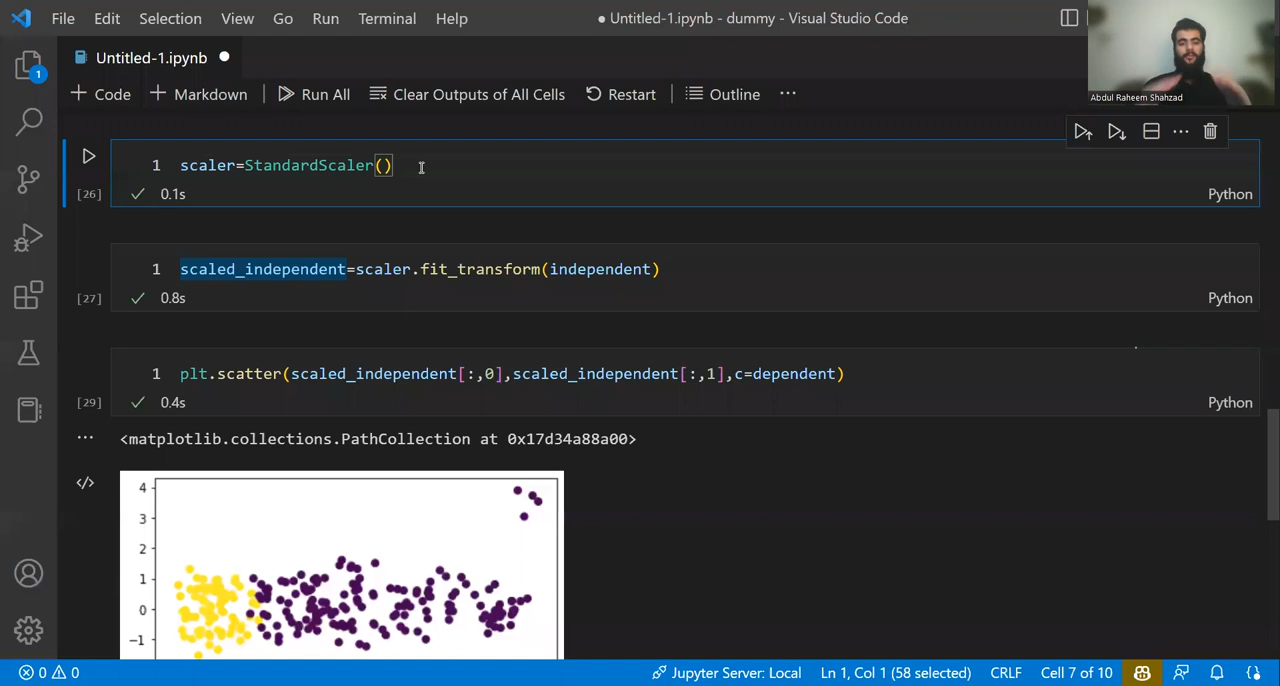 File Edit Selection View Go Run Terminal Help
● Untitled-1.ipynb - dummy - Visual Studio Code
Untitled-1.ipynb
Abdul Raheem Shahzad
Code Markdown Run All Clear Outputs of All Cells Restart Outline ...
1
1 scaler=StandardScaler()
[26] 0.1s Python
1 scaled_independent=scaler.fit_transform(independent)
[27] 0.8s Python
1 plt.scatter(scaled_independent[:,0],scaled_independent[:,1],c=dependent)
[29] 0.4s Python
... <matplotlib.collections.PathCollection at 0x17d34a88a00>
4
3
2
1
0
−1
0 0 Jupyter Server: Local Ln 1, Col 1 (58 selected) CRLF Cell 7 of 10